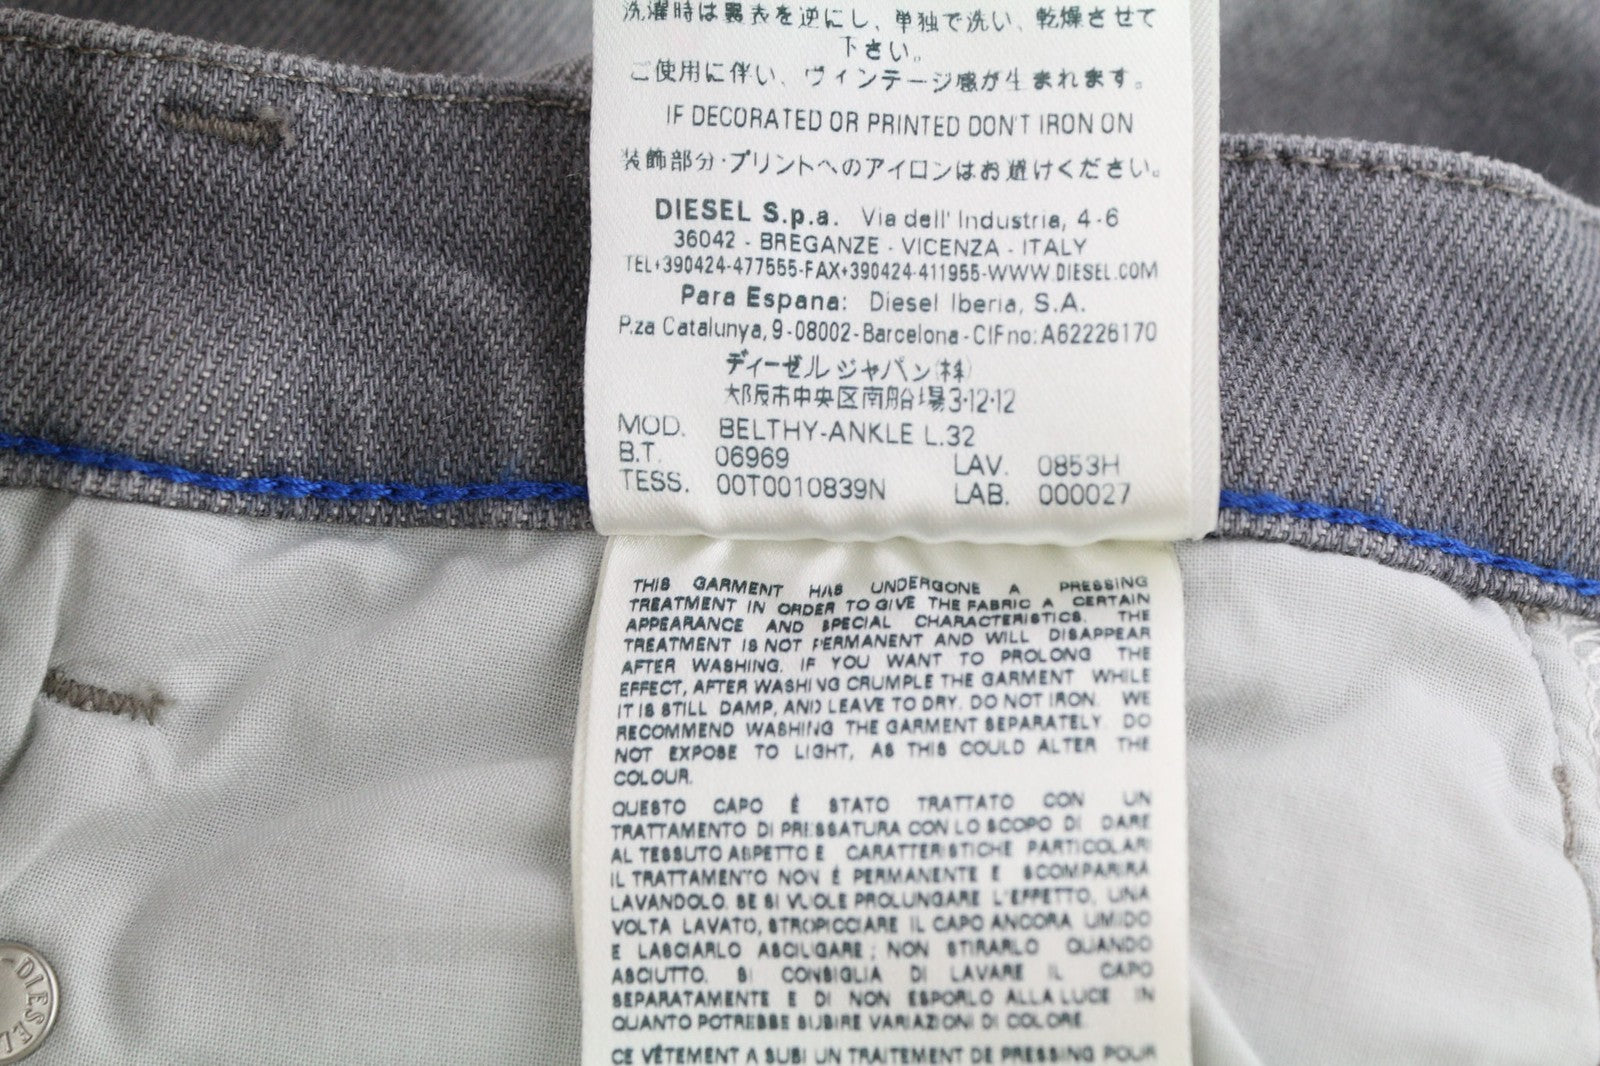 洗濯時は裏表を逆にし、単独で洗い、乾燥させて
下さい。
ご使用に伴い、ヴィンテージ感が生まれます。
IF DECORATED OR PRINTED DON'T IRON ON
装飾部分・プリントへのアイロンはお避けください。
DIESEL S.p.a. Via dell' Industria, 4-6
36042 - BREGANZE - VICENZA - ITALY
TEL+390424-477555-FAX+390424-411955-WWW.DIESEL.COM
Para Espana: Diesel Iberia, S.A.
P.za Catalunya, 9-08002-Barcelona-CIFno:A62226170
ディーゼル ジャパン(株)
大阪市中央区南船場3-12-12
MOD. BELTHY-ANKLE L.32
B.T. 06969 LAV. 0853H
TESS. 00T0010839N LAB. 000027
THIS GARMENT HAS UNDERGONE A PRESSING
TREATMENT IN ORDER TO GIVE THE FABRIC A CERTAIN
APPEARANCE AND SPECIAL CHARACTERISTICS. THE
TREATMENT IS NOT PERMANENT AND WILL DISAPPEAR
AFTER WASHING. IF YOU WANT TO PROLONG THE
EFFECT, AFTER WASHING CRUMPLE THE GARMENT WHILE
IT IS STILL DAMP, AND LEAVE TO DRY. DO NOT IRON. WE
RECOMMEND WASHING THE GARMENT SEPARATELY. DO
NOT EXPOSE TO LIGHT, AS THIS COULD ALTER THE
COLOUR.
QUESTO CAPO È STATO TRATTATO CON UN
TRATTAMENTO DI PRESSATURA CON LO SCOPO DI DARE
AL TESSUTO ASPETTO E CARATTERISTICHE PARTICOLARI
IL TRATTAMENTO NON È PERMANENTE E SCOMPARIRÀ
LAVANDOLO. SE SI VUOLE PROLUNGARE L'EFFETTO, UNA
VOLTA LAVATO, STROPICCIARE IL CAPO ANCORA UMIDO
E LASCIARLO ASCIUGARE; NON STIRARLO QUANDO
ASCIUTTO. SI CONSIGLIA DI LAVARE IL CAPO
SEPARATAMENTE E DI NON ESPORLO ALLA LUCE IN
QUANTO POTREBBE SUBIRE VARIAZIONI DI COLORE.
CE VÊTEMENT A SUBI UN TRAITEMENT DE PRESSING POUR
DIESEL